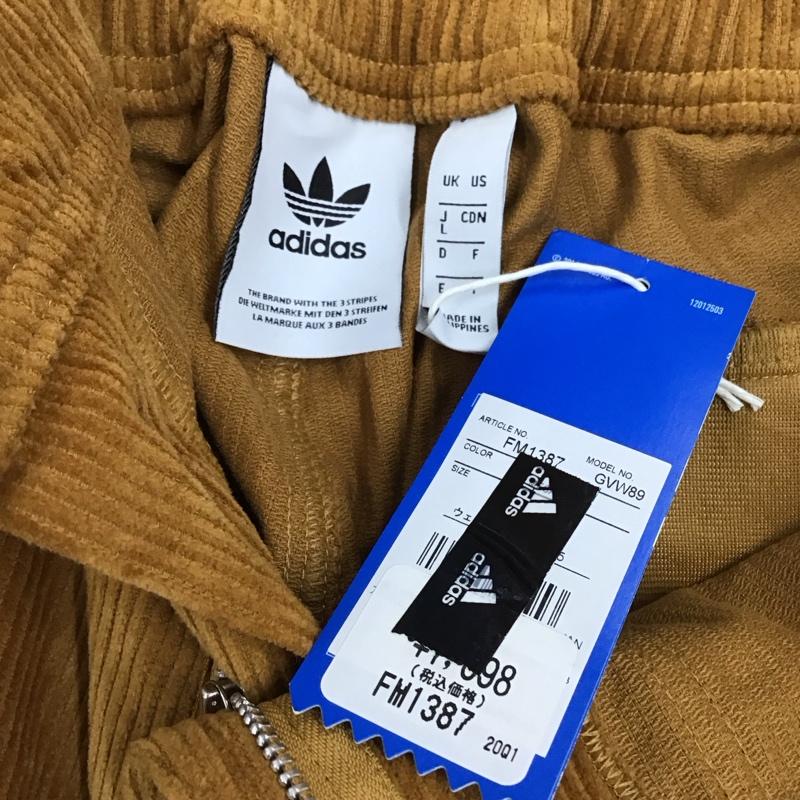 adidas
THE BRAND WITH THE 3 STRIPES
DIE WELTMARKE MIT DEN 3 STREIFEN
LA MARQUE AUX 3 BANDES
UK US
J CDN
L
D F
E
MADE IN
PHILIPPINES
12012603
ARTICLE NO.
FM1387
MODEL NO.
GVW89
COLOR
SIZE
ウェ
adidas
adidas
(税込価格)
FM1387
20Q1